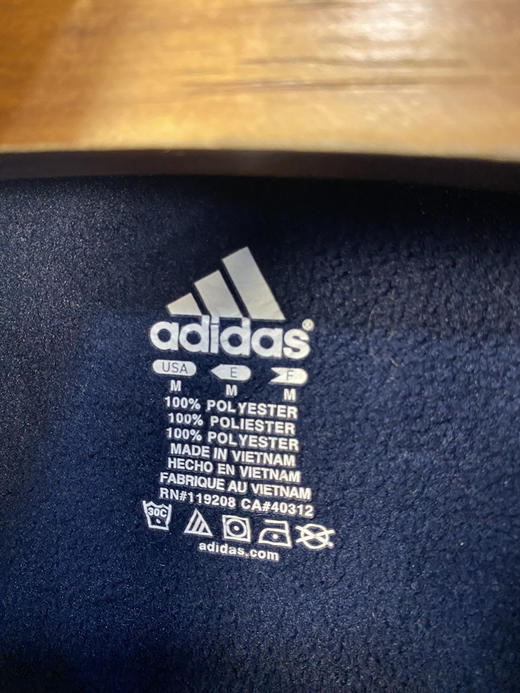 adidas®
USA E F
M M M
100% POLYESTER
100% POLIESTER
100% POLYESTER
MADE IN VIETNAM
HECHO EN VIETNAM
FABRIQUE AU VIETNAM
RN#119208 CA#40312
30C
adidas.com